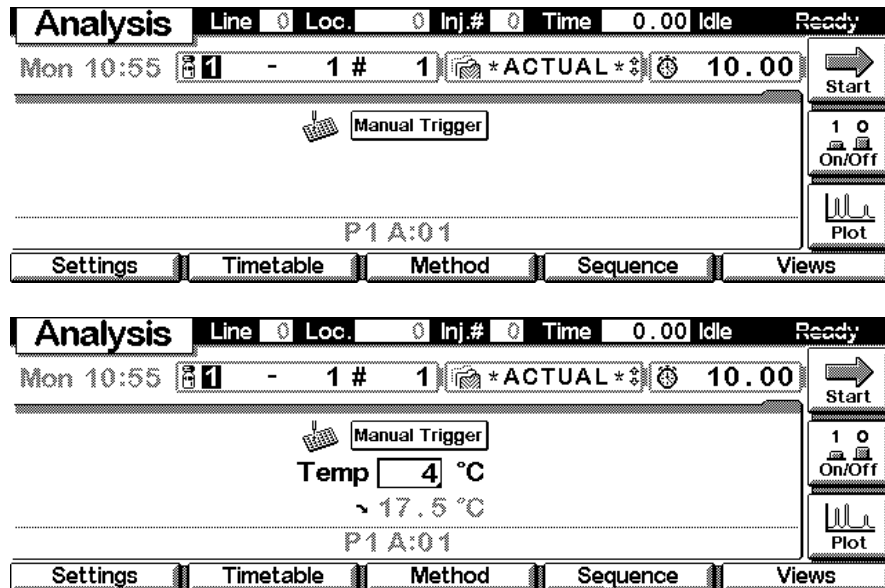 Analysis Line 0 Loc. 0 Inj.# 0 Time 0.00 Idle Ready
Mon 10:55 1 - 1 # 1 *ACTUAL* 10.00
Start
Manual Trigger
1 0
On/Off
P1 A:01
Plot
Settings Timetable Method Sequence Views
Analysis Line 0 Loc. 0 Inj.# 0 Time 0.00 Idle Ready
Mon 10:55 1 - 1 # 1 *ACTUAL* 10.00
Start
Manual Trigger
1 0
Temp 4 °C
On/Off
17.5 °C
P1 A:01
Plot
Settings Timetable Method Sequence Views